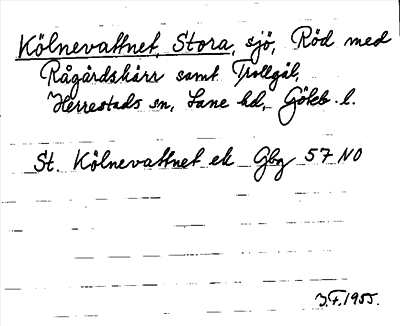 Kölnevattnet, Stora, sjö, Röd med
Rågårdskärr samt Trollgål,
Herrestads sn, Lane hd, Göteb. l.
St. Kölnevattnet ek Gbg 57 NO
J.F. 1955.